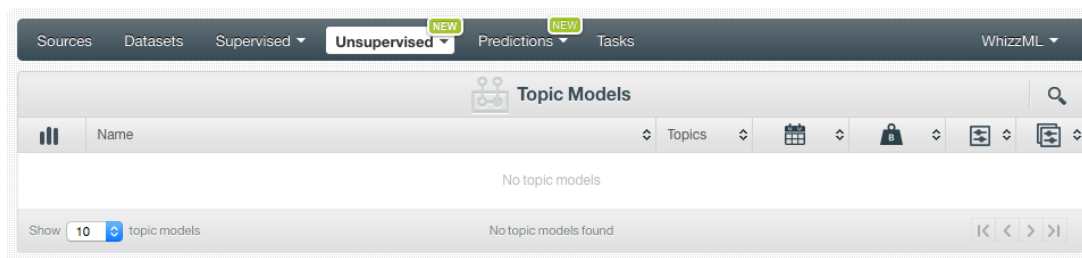 NEW NEW
Sources Datasets Supervised Unsupervised Predictions Tasks WhizzML
Topic Models
Name Topics B
No topic models
Show 10 topic models No topic models found